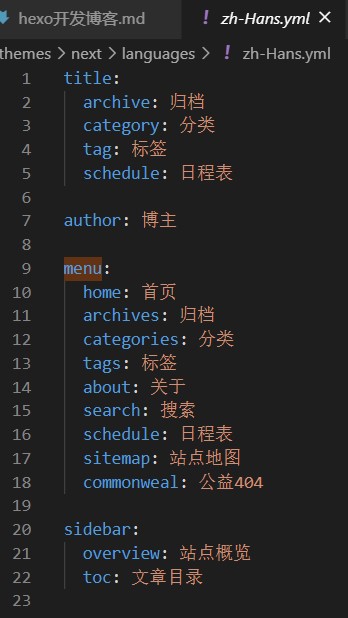 hexo开发博客.md
! zh-Hans.yml ×
themes > next > languages > ! zh-Hans.yml
1 title:
2 archive: 归档
3 category: 分类
4 tag: 标签
5 schedule: 日程表
6
7 author: 博主
8
9 menu:
10 home: 首页
11 archives: 归档
12 categories: 分类
13 tags: 标签
14 about: 关于
15 search: 搜索
16 schedule: 日程表
17 sitemap: 站点地图
18 commonweal: 公益404
19
20 sidebar:
21 overview: 站点概览
22 toc: 文章目录
23